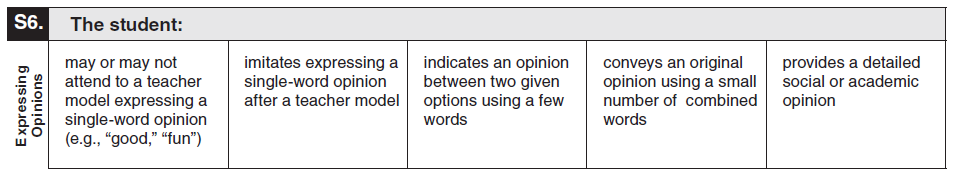 S6. The student:
Expressing
Opinions
may or may not
attend to a teacher
model expressing a
single-word opinion
(e.g., “good,” “fun”)
imitates expressing a
single-word opinion
after a teacher model
indicates an opinion
between two given
options using a few
words
conveys an original
opinion using a small
number of combined
words
provides a detailed
social or academic
opinion